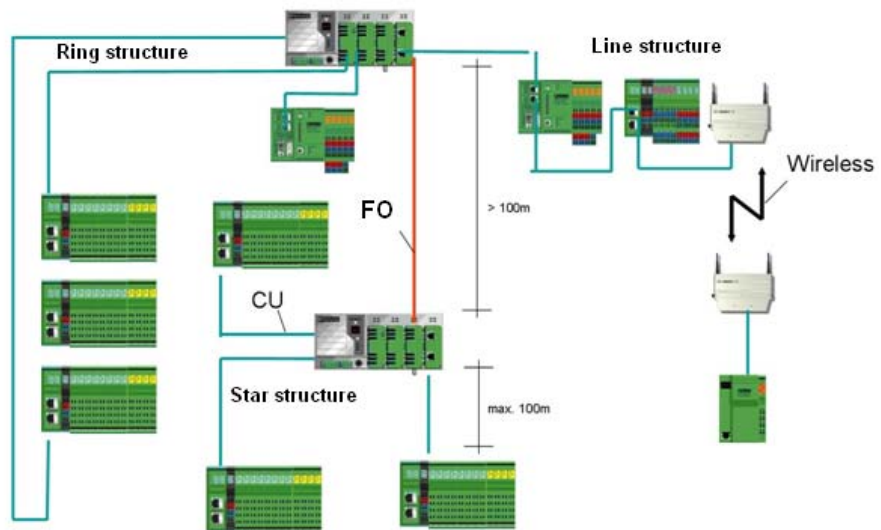 Ring structure
Line structure
Wireless
FO
> 100m
CU
Star structure
max. 100m